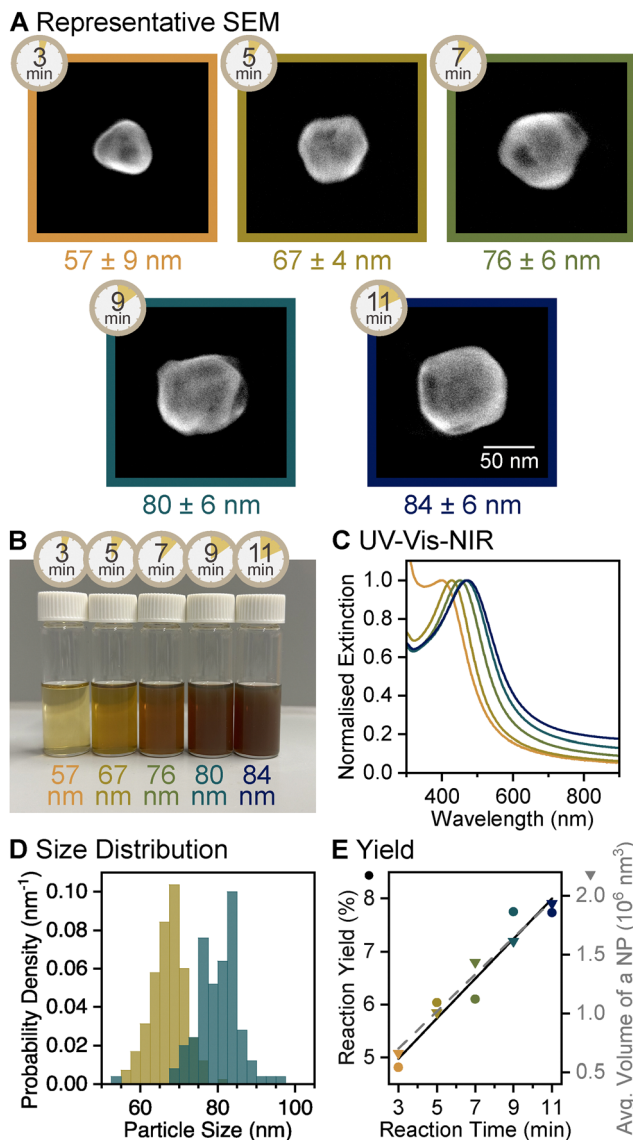 A Representative SEM
3 min
5 min
7 min
57 ± 9 nm
67 ± 4 nm
76 ± 6 nm
9 min
11 min
50 nm
80 ± 6 nm
84 ± 6 nm
B
3 min
5 min
7 min
9 min
11 min
57 nm
67 nm
76 nm
80 nm
84 nm
C UV-Vis-NIR
Normalised Extinction
1.0
0.8
0.6
0.4
0.2
0.0
400
600
800
Wavelength (nm)
D Size Distribution
Probability Density (nm⁻¹)
0.10
0.08
0.06
0.04
0.02
0.00
60
80
100
Particle Size (nm)
E Yield
Reaction Yield (%)
8
7
6
5
3
5
7
9
11
Reaction Time (min)
2.0
1.5
1.0
0.5
Avg. Volume of a NP (10⁶ nm³)